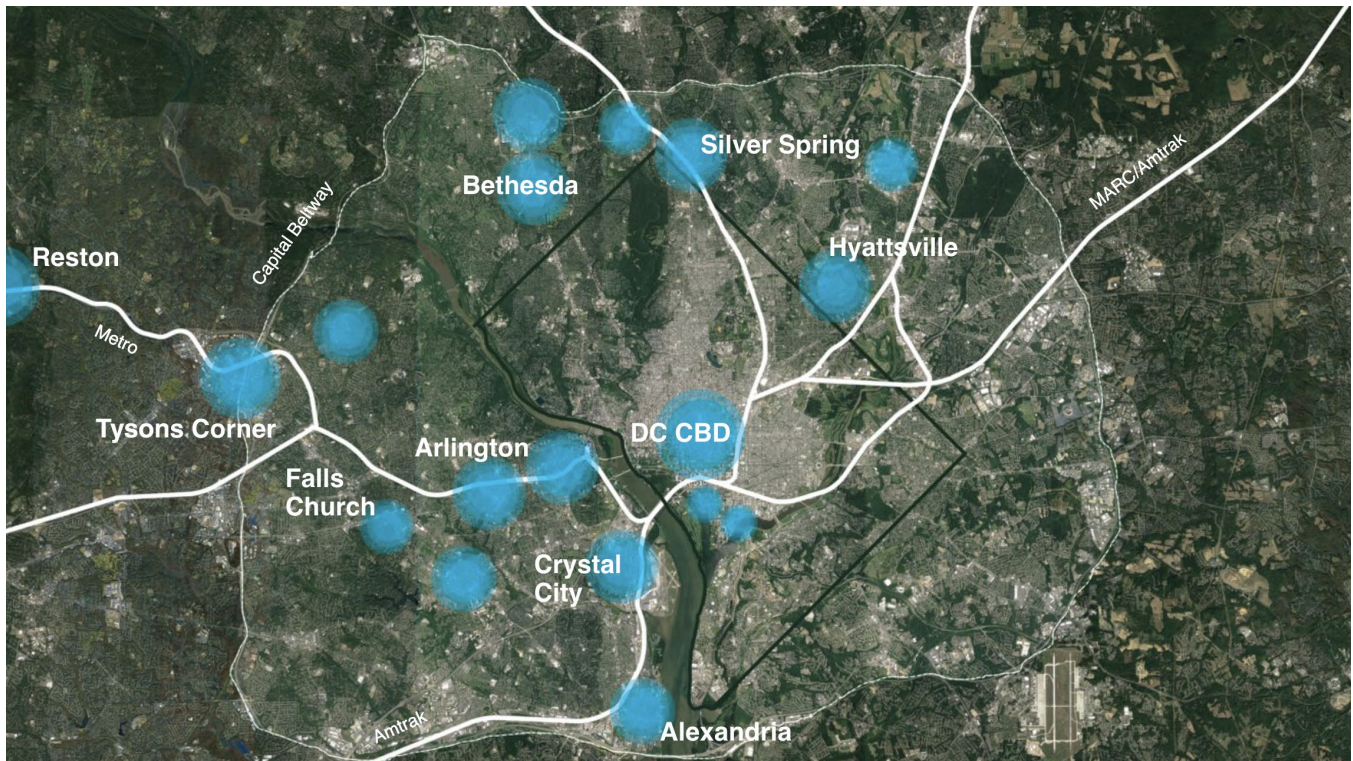 Silver Spring
Bethesda
MARC/Amtrak
Capital Beltway
Hyattsville
Reston
Metro
Tysons Corner
DC CBD
Arlington
Falls
Church
Crystal
City
Amtrak
Alexandria